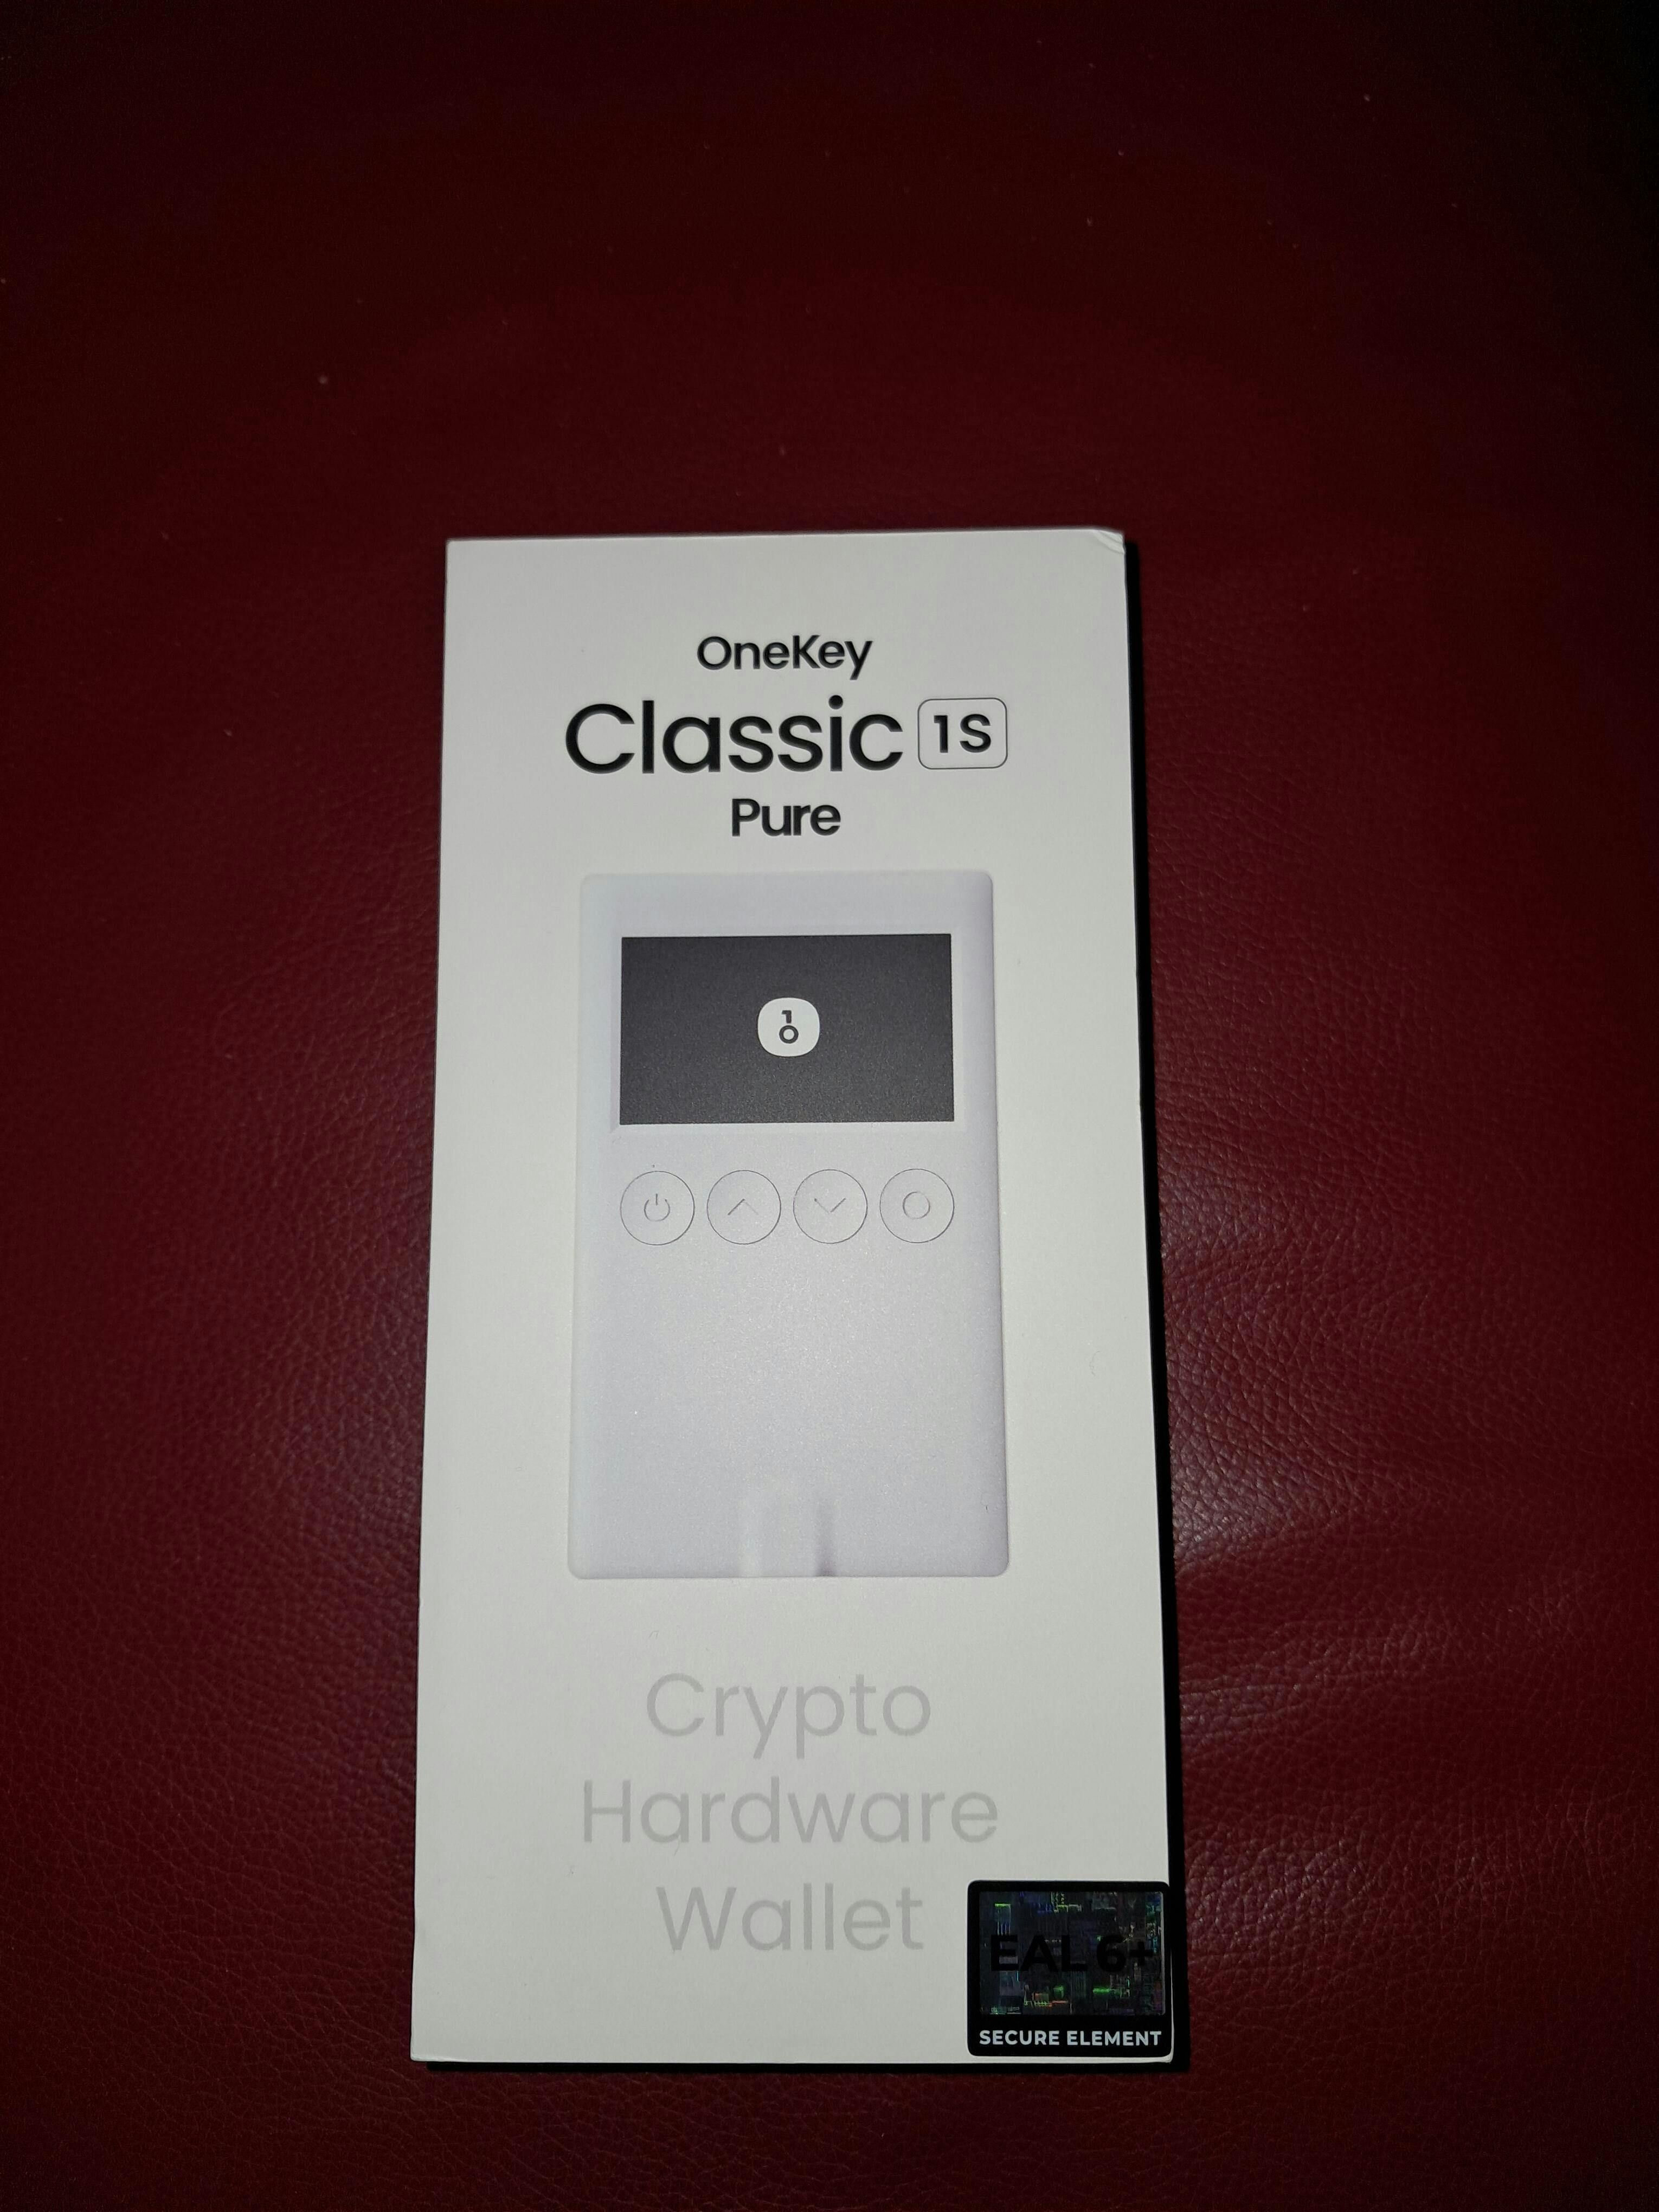 OneKey
Classic 1S
Pure
Crypto
Hardware
Wallet
EAL 6+
SECURE ELEMENT